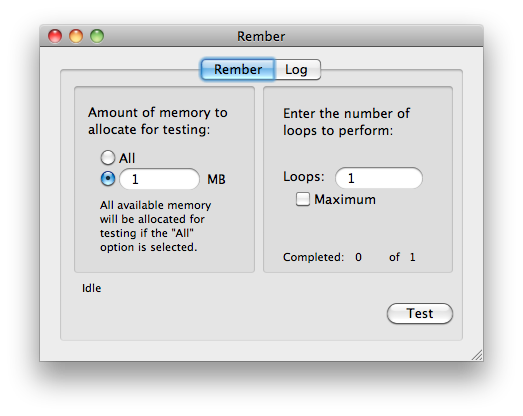 Rember
Rember Log
Amount of memory to
allocate for testing:
All
1 MB
All available memory
will be allocated for
testing if the "All"
option is selected.
Enter the number of
loops to perform:
Loops: 1
Maximum
Completed: 0 of 1
Idle
Test